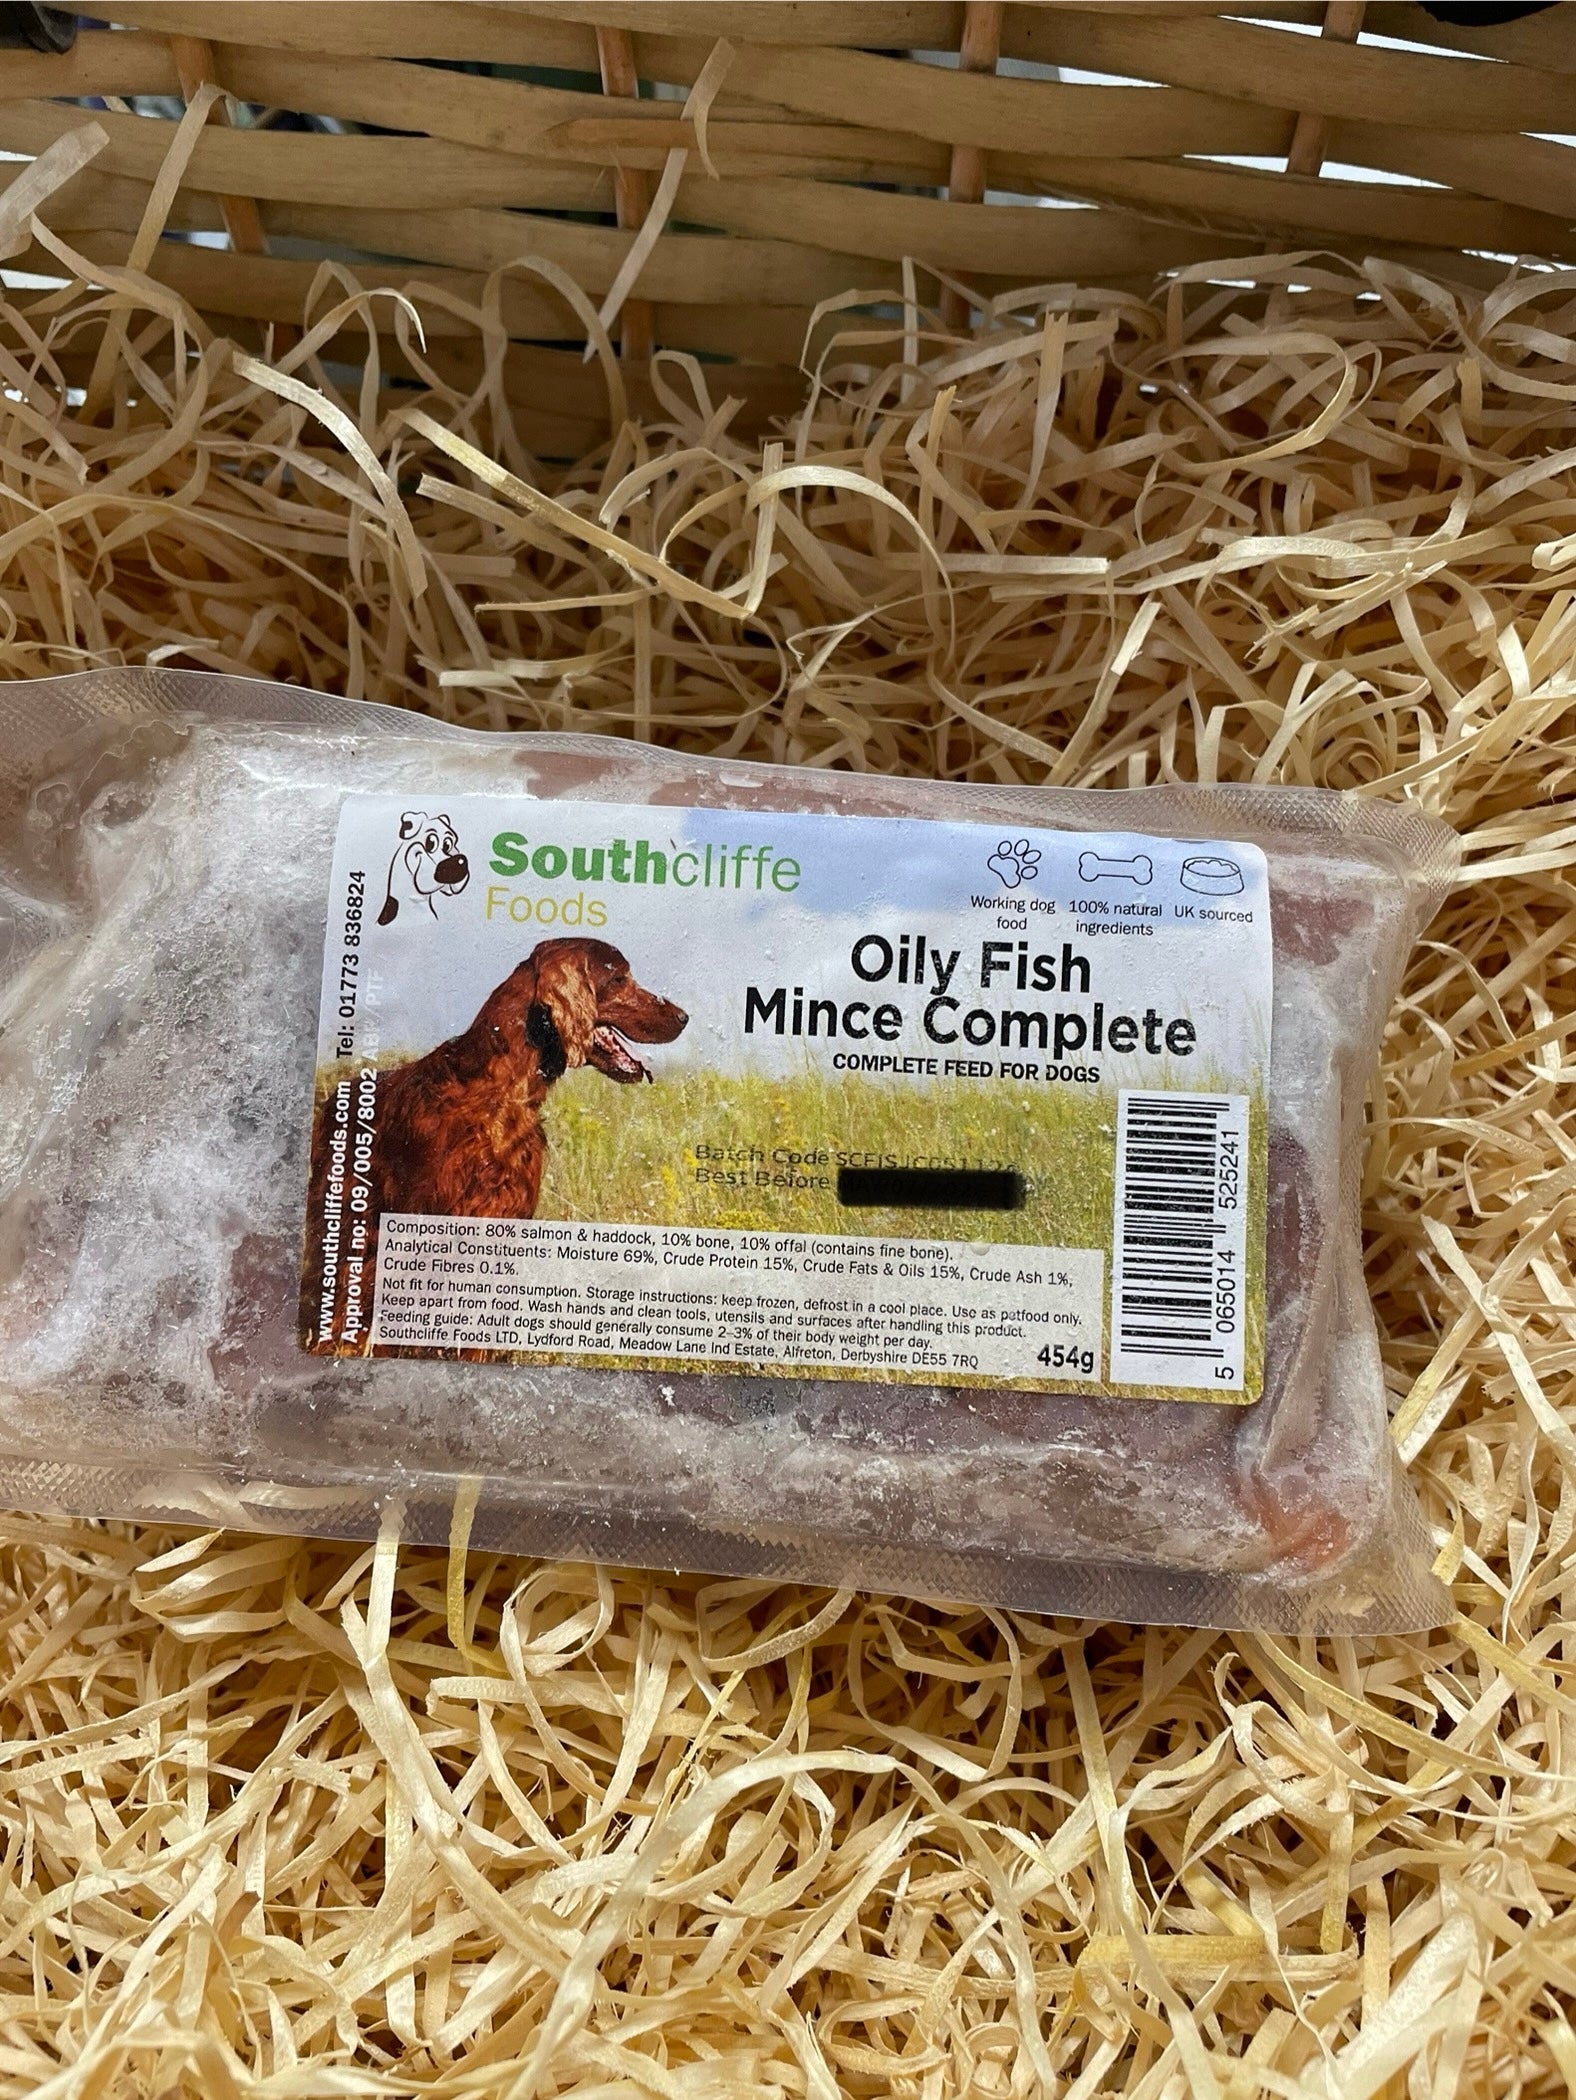 Southcliffe
Foods
Working dog
food
100% natural
ingredients
UK sourced
Oily Fish
Mince Complete
COMPLETE FEED FOR DOGS
Batch Code
Best Before
Composition: 80% salmon & haddock, 10% bone, 10% offal (contains fine bone).
Analytical Constituents: Moisture 69%, Crude Protein 15%, Crude Fats & Oils 15%, Crude Ash 1%,
Crude Fibres 0.1%.
Not fit for human consumption. Storage instructions: keep frozen, defrost in a cool place. Use as petfood only.
Keep apart from food. Wash hands and clean tools, utensils and surfaces after handling this product.
Feeding guide: Adult dogs should generally consume 2-3% of their body weight per day.
Southcliffe Foods LTD, Lydford Road, Meadow Lane Ind Estate, Alfreton, Derbyshire DE55 7RQ
454g
www.southcliffefoods.com Tel: 01773 836824
Approval no: 09/005/8002 ABP/PTF
5 065014 525241